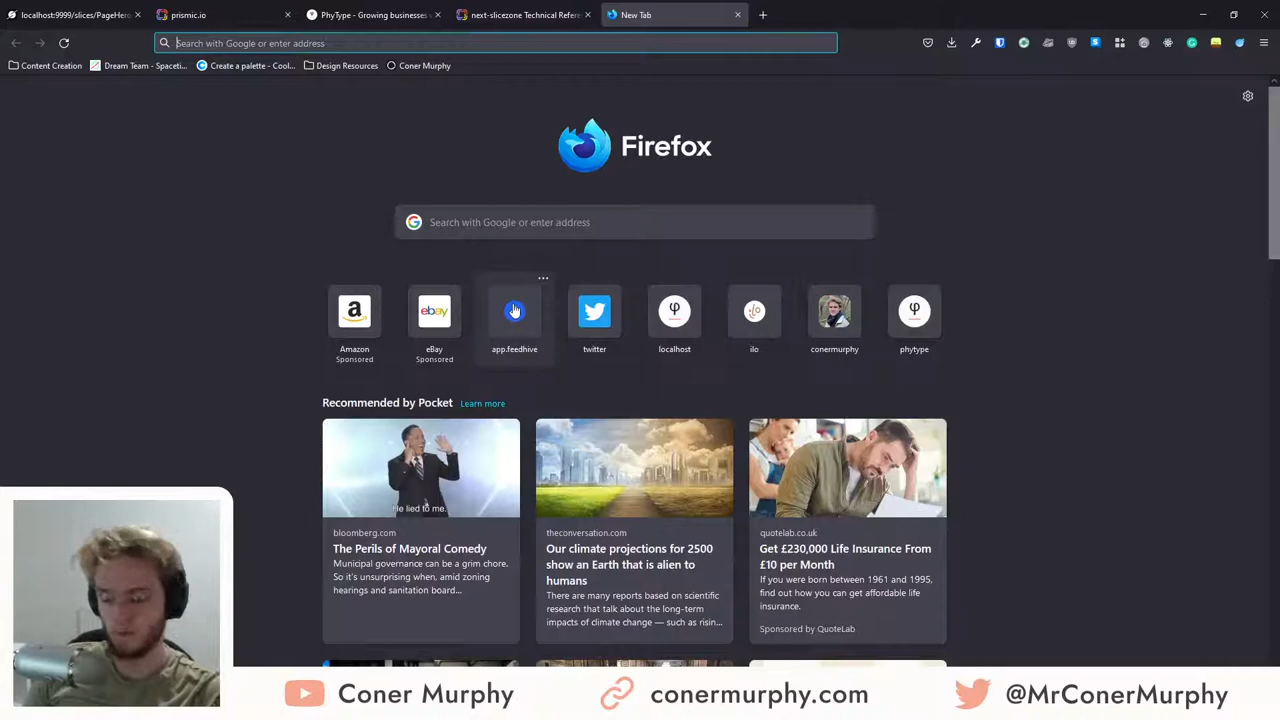 localhost:9999/slices/PageHero.
prismic.io
PhyType - Growing businesses
next-slicezone Technical Refere
New Tab
Search with Google or enter address
Content Creation
Dream Team - Spaceti...
Create a palette - Cool...
Design Resources
Coner Murphy
Firefox
Search with Google or enter address
Amazon
Sponsored
ebay
eBay
Sponsored
app.feedhive
twitter
localhost
ilo
conermurphy
phytype
Recommended by Pocket
Learn more
He lied to me.
bloomberg.com
The Perils of Mayoral Comedy
Municipal governance can be a grim chore.
So it's unsurprising when, amid zoning
hearings and sanitation board...
theconversation.com
Our climate projections for 2500
show an Earth that is alien to
humans
There are many reports based on scientific
research that talk about the long-term
impacts of climate change — such as risin...
quotelab.co.uk
Get £230,000 Life Insurance From
£10 per Month
If you were born between 1961 and 1995,
find out how you can get affordable life
insurance.
Sponsored by QuoteLab
Coner Murphy
conermurphy.com
@MrConerMurphy